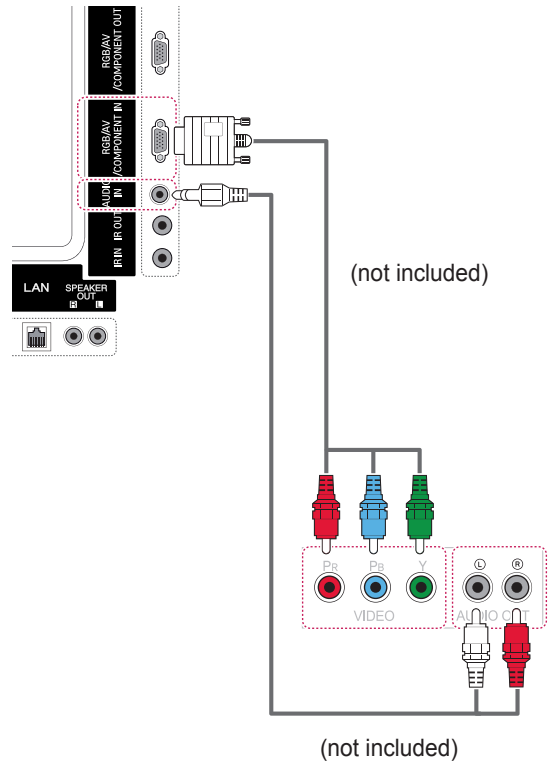 RGB/AV
/COMPONENT OUT
RGB/AV
/COMPONENT IN
AUDIO
IN
IR OUT
IR IN
LAN
SPEAKER
OUT
R L
(not included)
PR PB Y
VIDEO
L R
AUDIO OUT
(not included)